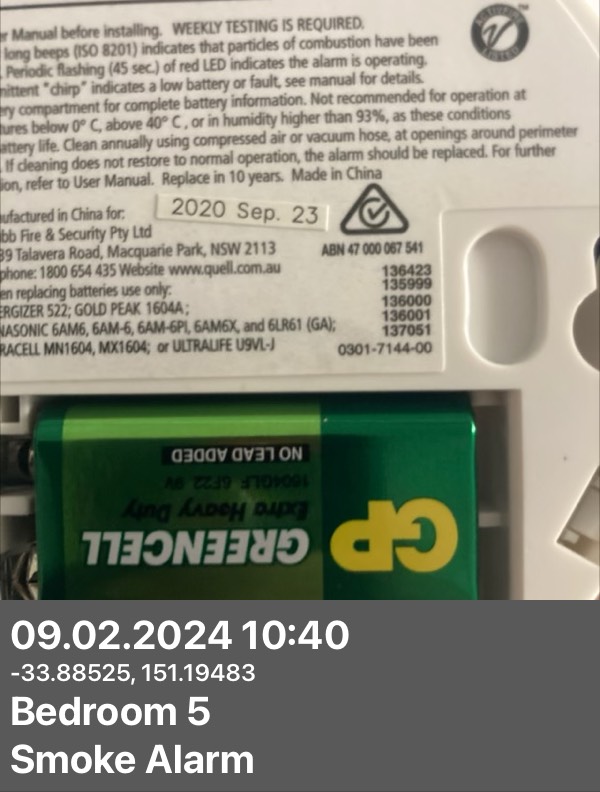 er Manual before installing. WEEKLY TESTING IS REQUIRED.
long beeps (ISO 8201) indicates that particles of combustion have been
. Periodic flashing (45 sec.) of red LED indicates the alarm is operating.
mittent "chirp" indicates a low battery or fault, see manual for details.
ery compartment for complete battery information. Not recommended for operation at
tures below 0° C, above 40° C, or in humidity higher than 93%, as these conditions
attery life. Clean annually using compressed air or vacuum hose, at openings around perimeter
. If cleaning does not restore to normal operation, the alarm should be replaced. For further
ion, refer to User Manual. Replace in 10 years. Made in China
ufactured in China for:
2020 Sep. 23
bb Fire & Security Pty Ltd
39 Talavera Road, Macquarie Park, NSW 2113
ABN 47 000 067 541
phone: 1800 654 435 Website www.quell.com.au
en replacing batteries use only:
ERGIZER 522; GOLD PEAK 1604A;
NASONIC 6AM6, 6AM-6, 6AM-6PI, 6AM6X, and 6LR61 (GA);
RACELL MN1604, MX1604; or ULTRALIFE U9VL-J
136423
135999
136000
136001
137051
0301-7144-00
GP
GREENCELL
Extra Heavy Duty
1604GLF 6F22 9V
NO LEAD ADDED
09.02.2024 10:40
-33.88525, 151.19483
Bedroom 5
Smoke Alarm